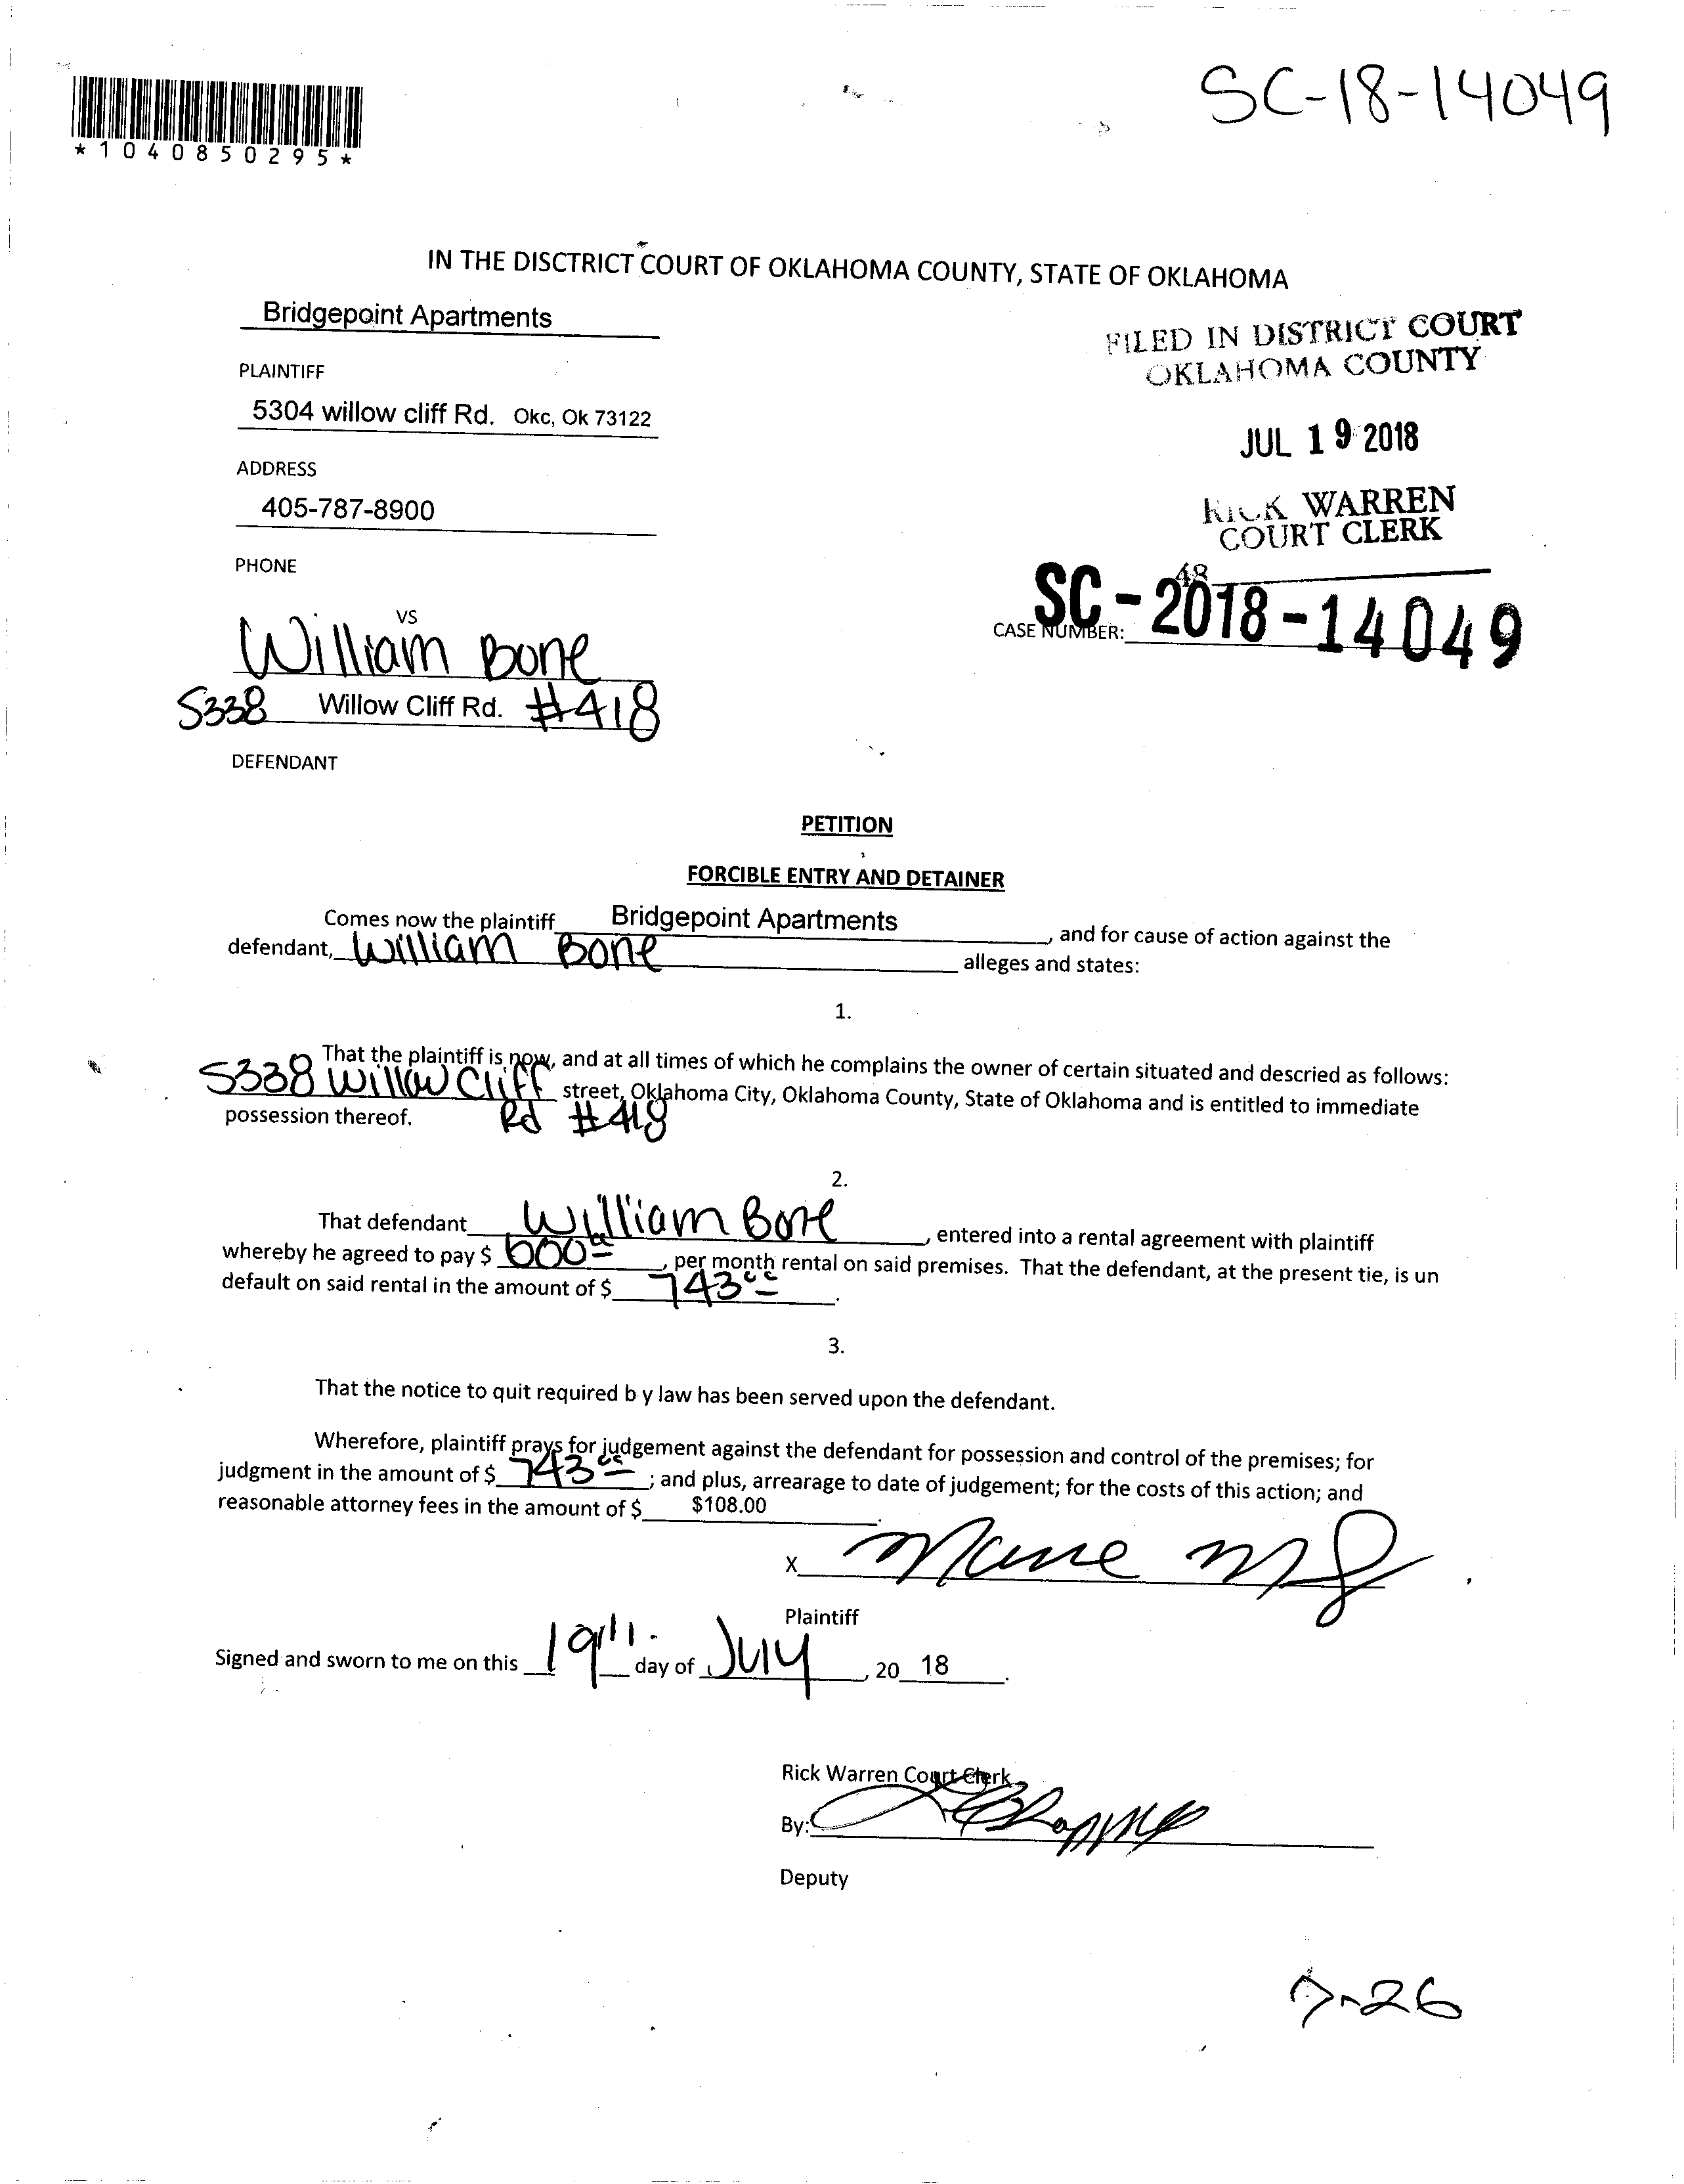 SC-18-14049
*1040850295*
IN THE DISCTRICT COURT OF OKLAHOMA COUNTY, STATE OF OKLAHOMA
Bridgepoint Apartments
PLAINTIFF
5304 willow cliff Rd. Okc, Ok 73122
ADDRESS
405-787-8900
PHONE
FILED IN DISTRICT COURT
OKLAHOMA COUNTY
JUL 19 2018
RICK WARREN
COURT CLERK
48
CASE NUMBER: SC-2018-14049
VS
William Bone
5338 Willow Cliff Rd. #418
DEFENDANT
PETITION
FORCIBLE ENTRY AND DETAINER
Comes now the plaintiff Bridgepoint Apartments, and for cause of action against the
defendant, William Bone alleges and states:
1.
That the plaintiff is now, and at all times of which he complains the owner of certain situated and descried as follows:
5338 Willow Cliff street, Oklahoma City, Oklahoma County, State of Oklahoma and is entitled to immediate
possession thereof. Rd #418
2.
That defendant William Bone, entered into a rental agreement with plaintiff
whereby he agreed to pay $ 600.00, per month rental on said premises. That the defendant, at the present tie, is un
default on said rental in the amount of $ 743.00.
3.
That the notice to quit required b y law has been served upon the defendant.
Wherefore, plaintiff prays for judgement against the defendant for possession and control of the premises; for
judgment in the amount of $ 743.00; and plus, arrearage to date of judgement; for the costs of this action; and
reasonable attorney fees in the amount of $ $108.00.
X
Plaintiff
Signed and sworn to me on this 19th day of July, 20 18.
Rick Warren Court Clerk
By:
Deputy
7-26